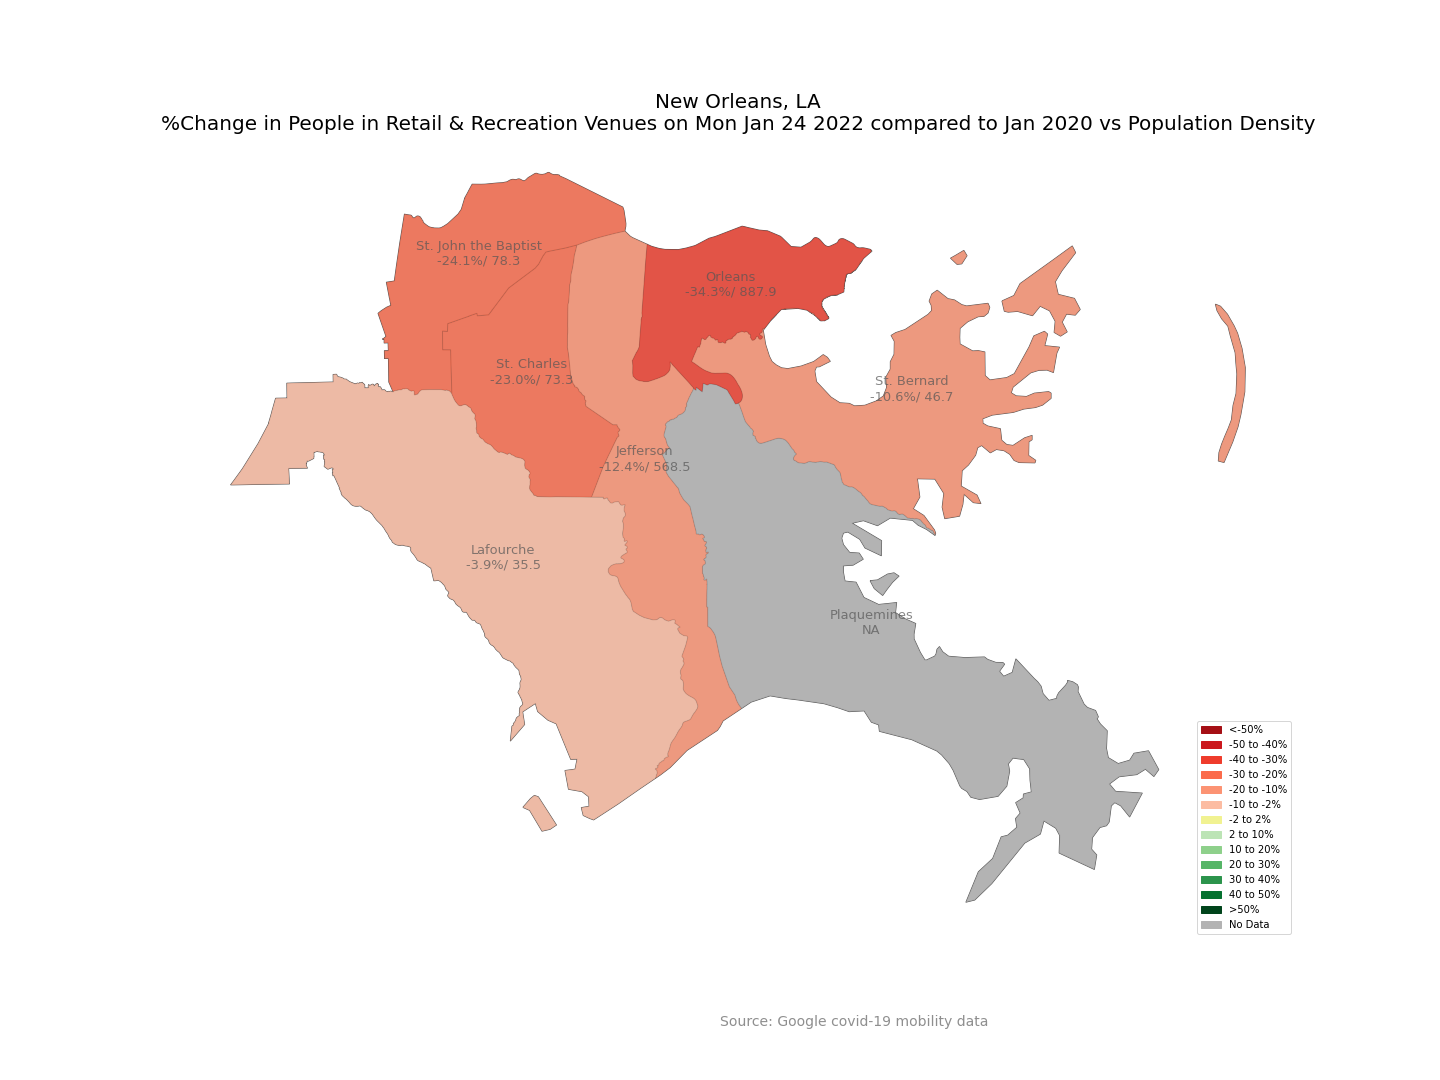 New Orleans, LA
%Change in People in Retail & Recreation Venues on Mon Jan 24 2022 compared to Jan 2020 vs Population Density
St. John the Baptist
-24.1%/ 78.3
Orleans
-34.3%/ 887.9
St. Charles
-23.0%/ 73.3
St. Bernard
-10.6%/ 46.7
Jefferson
-12.4%/ 568.5
Lafourche
-3.9%/ 35.5
Plaquemines
NA
<-50%
-50 to -40%
-40 to -30%
-30 to -20%
-20 to -10%
-10 to -2%
-2 to 2%
2 to 10%
10 to 20%
20 to 30%
30 to 40%
40 to 50%
>50%
No Data
Source: Google covid-19 mobility data